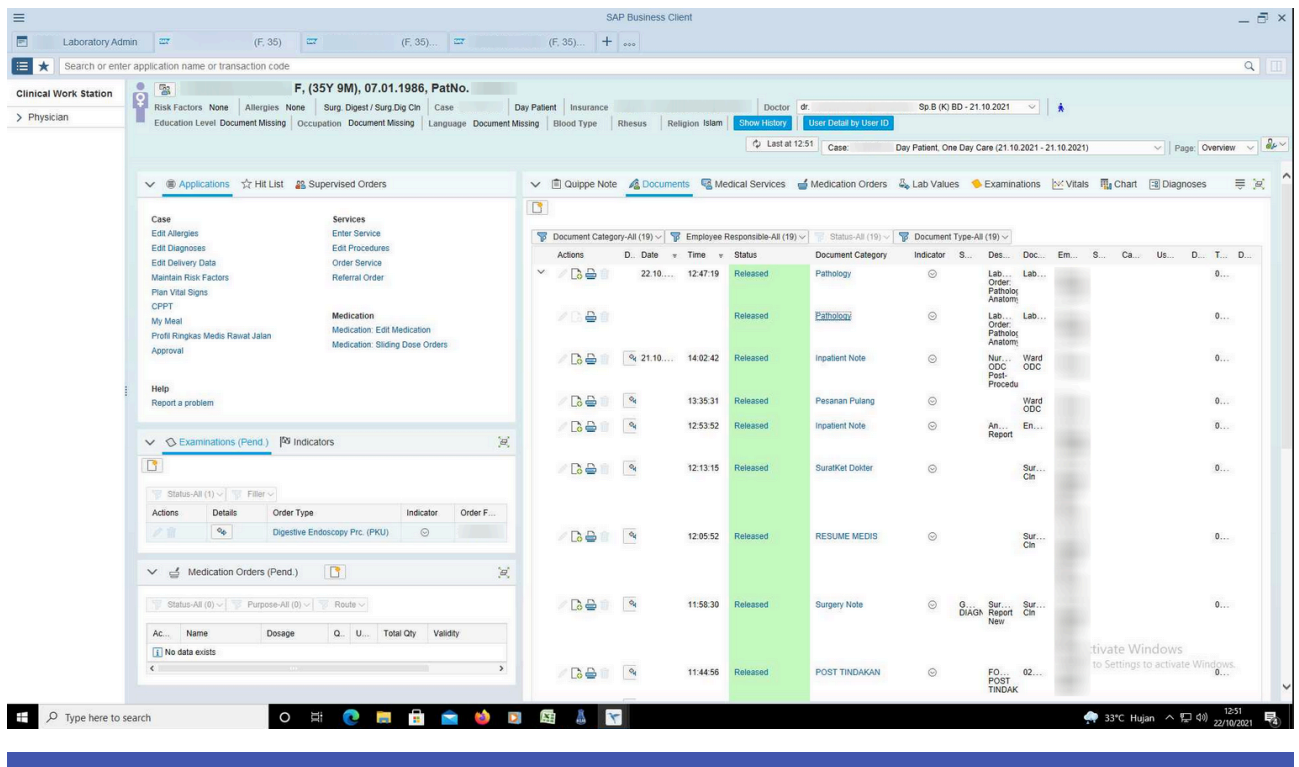 SAP Business Client
Laboratory Admin (F, 35) (F, 35)... (F, 35)...
Search or enter application name or transaction code
Clinical Work Station
Physician
F, (35Y 9M), 07.01.1986, PatNo.
Risk Factors None Allergies None Surg. Digest / Surg.Dig Cln Case Day Patient Insurance Doctor dr. Sp.B (K) BD - 21.10.2021
Education Level Document Missing Occupation Document Missing Language Document Missing Blood Type Rhesus Religion Islam Show History User Detail by User ID
Last at 12:51 Case: Day Patient, One Day Care (21.10.2021 - 21.10.2021) Page: Overview
Applications Hit List Supervised Orders
Case Services
Edit Allergies Enter Service
Edit Diagnoses Edit Procedures
Edit Delivery Data Order Service
Maintain Risk Factors Referral Order
Plan Vital Signs
CPPT
My Meal
Profil Ringkas Medis Rawat Jalan
Approval
Medication
Medication: Edit Medication
Medication: Sliding Dose Orders
Help
Report a problem
Examinations (Pend.) Indicators
Status-All (1) Filler
Actions Details Order Type Indicator Order F...
Digestive Endoscopy Prc. (PKU)
Medication Orders (Pend.)
Status-All (0) Purpose-All (0) Route
Ac... Name Dosage Q.. U... Total Qty Validity
No data exists
Quippe Note Documents Medical Services Medication Orders Lab Values Examinations Vitals Chart Diagnoses
Document Category-All (19) Employee Responsible-All (19) Status-All (19) Document Type-All (19)
Actions D.. Date Time Status Document Category Indicator S... Des... Doc... Em... S... Ca... Us... D... T... D...
22.10.... 12:47:19 Released Pathology Lab... Lab... 0...
Order:
Patholog
Anatomy
Released Pathology Lab... Lab... 0...
Order:
Patholog
Anatomy
21.10.... 14:02:42 Released Inpatient Note Nur... Ward 0...
ODC ODC
Post-
Procedu
13:35:31 Released Pesanan Pulang Ward 0...
ODC
12:53:52 Released Inpatient Note An... En... 0...
Report
12:13:15 Released SuratKet Dokter Sur... 0...
Cln
12:05:52 Released RESUME MEDIS Sur... 0...
Cln
11:58:30 Released Surgery Note G... Sur... Sur... 0...
DIAGN Report Cln
New
11:44:56 Released POST TINDAKAN FO... 02... 0...
POST
TINDAK
tivate Windows
to Settings to activate Windows.
Type here to search
33°C Hujan
12:51
22/10/2021
4